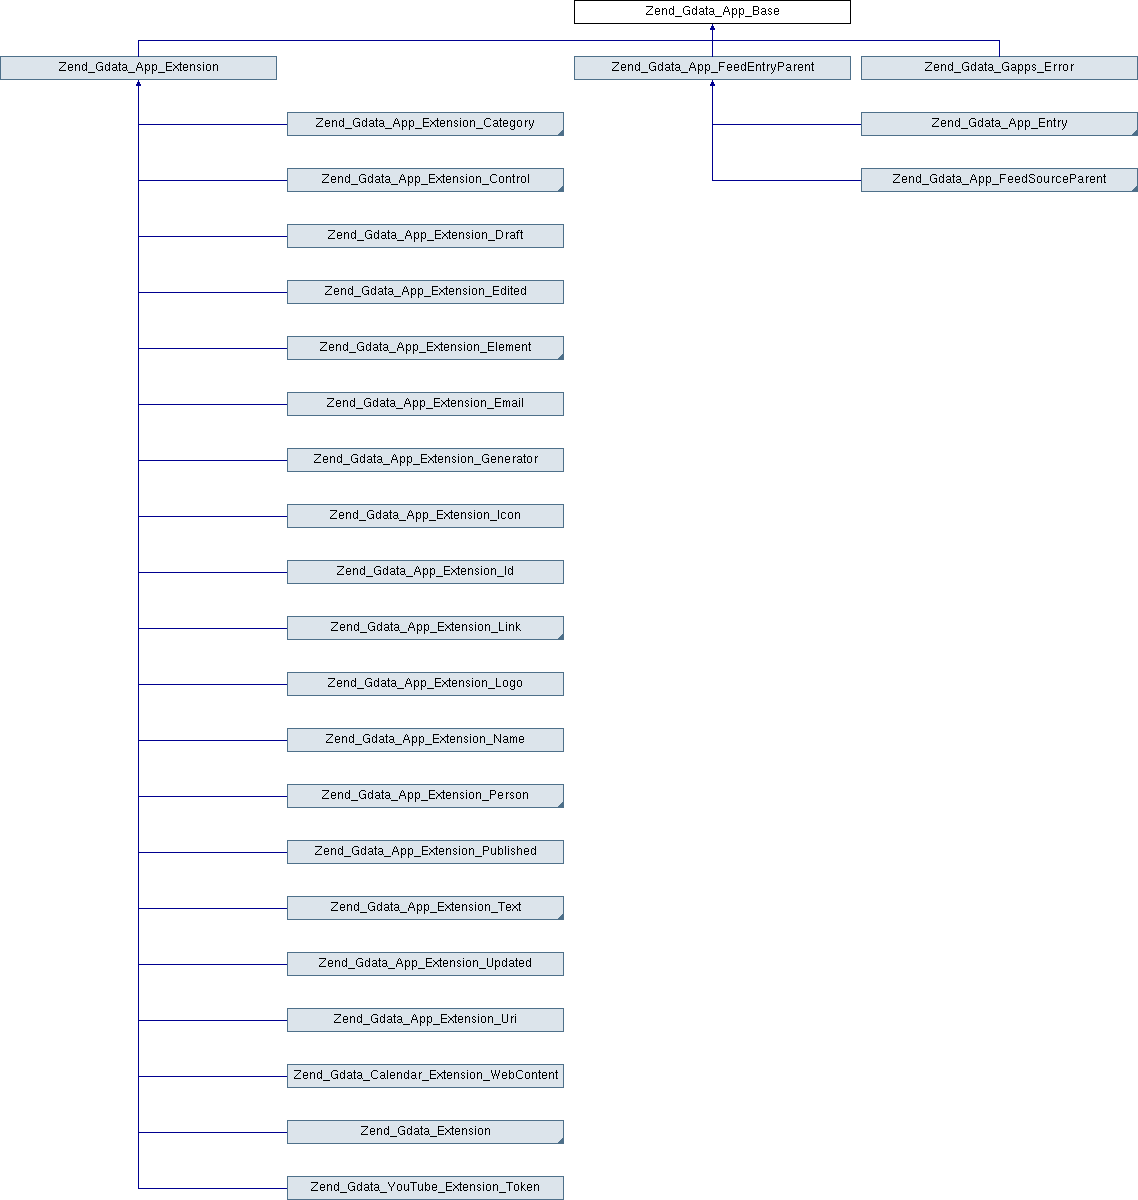 Zend_Gdata_App_Base
Zend_Gdata_App_Extension
Zend_Gdata_App_FeedEntryParent
Zend_Gdata_Gapps_Error
Zend_Gdata_App_Extension_Category
Zend_Gdata_App_Entry
Zend_Gdata_App_Extension_Control
Zend_Gdata_App_FeedSourceParent
Zend_Gdata_App_Extension_Draft
Zend_Gdata_App_Extension_Edited
Zend_Gdata_App_Extension_Element
Zend_Gdata_App_Extension_Email
Zend_Gdata_App_Extension_Generator
Zend_Gdata_App_Extension_Icon
Zend_Gdata_App_Extension_Id
Zend_Gdata_App_Extension_Link
Zend_Gdata_App_Extension_Logo
Zend_Gdata_App_Extension_Name
Zend_Gdata_App_Extension_Person
Zend_Gdata_App_Extension_Published
Zend_Gdata_App_Extension_Text
Zend_Gdata_App_Extension_Updated
Zend_Gdata_App_Extension_Uri
Zend_Gdata_Calendar_Extension_WebContent
Zend_Gdata_Extension
Zend_Gdata_YouTube_Extension_Token